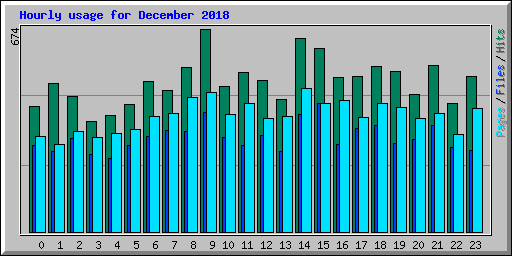 Hourly usage for December 2018
674
Pages / Files / Hits
0 1 2 3 4 5 6 7 8 9 10 11 12 13 14 15 16 17 18 19 20 21 22 23